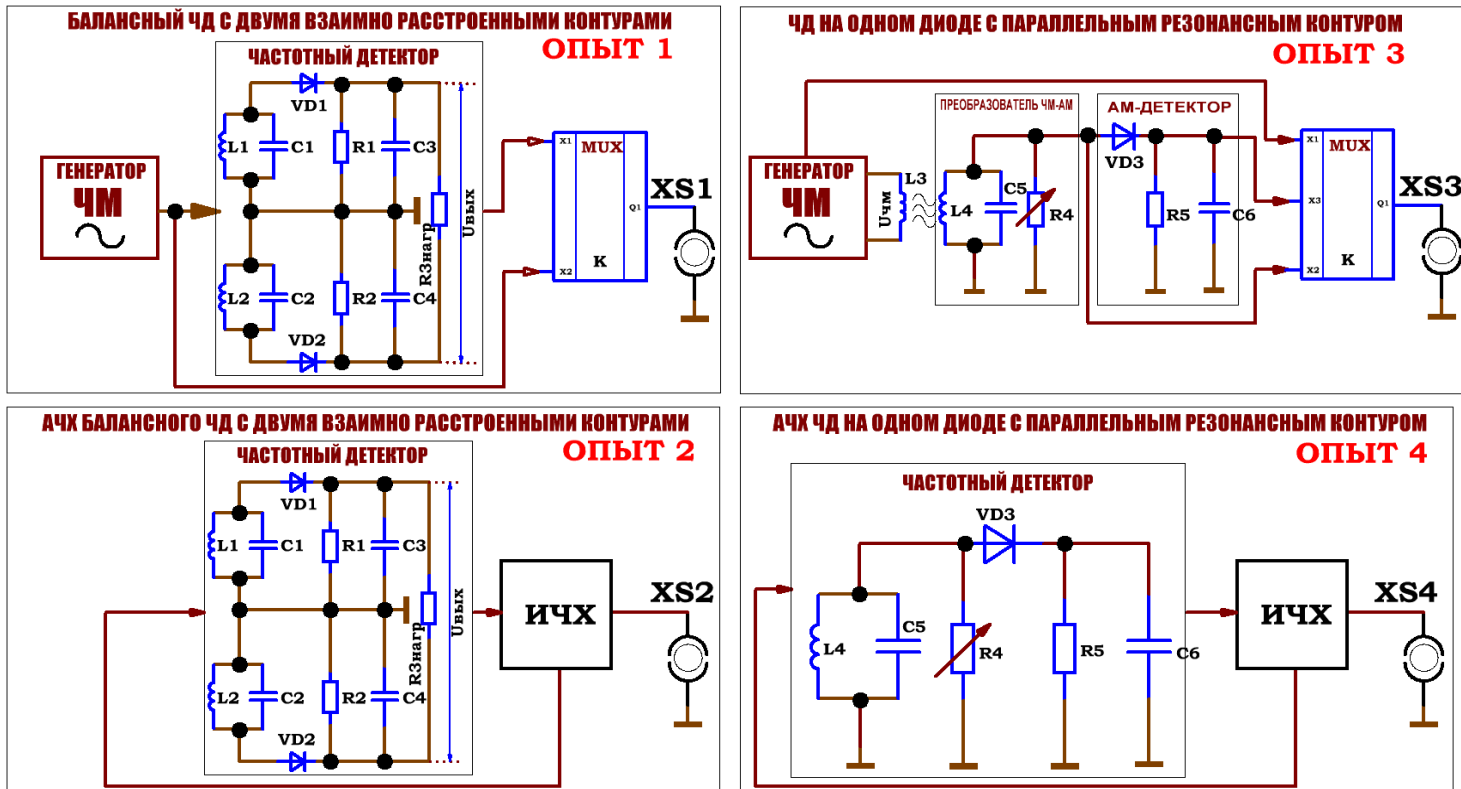 БАЛАНСНЫЙ ЧД С ДВУМЯ ВЗАИМНО РАССТРОЕННЫМИ КОНТУРАМИ
ОПЫТ 1
ЧАСТОТНЫЙ ДЕТЕКТОР
VD1
L1
C1
R1
C3
ГЕНЕРАТОР
ЧМ
R3нагр
Uвых
L2
C2
R2
C4
VD2
X1
MUX
Q1
X2
K
XS1
ЧД НА ОДНОМ ДИОДЕ С ПАРАЛЛЕЛЬНЫМ РЕЗОНАНСНЫМ КОНТУРОМ
ОПЫТ 3
ПРЕОБРАЗОВАТЕЛЬ ЧМ-АМ
АМ-ДЕТЕКТОР
ГЕНЕРАТОР
ЧМ
Uчм
L3
L4
C5
R4
VD3
R5
C6
X1
MUX
X3
Q1
X2
K
XS3
АЧХ БАЛАНСНОГО ЧД С ДВУМЯ ВЗАИМНО РАССТРОЕННЫМИ КОНТУРАМИ
ОПЫТ 2
ЧАСТОТНЫЙ ДЕТЕКТОР
VD1
L1
C1
R1
C3
R3нагр
Uвых
L2
C2
R2
C4
VD2
ИЧХ
XS2
АЧХ ЧД НА ОДНОМ ДИОДЕ С ПАРАЛЛЕЛЬНЫМ РЕЗОНАНСНЫМ КОНТУРОМ
ОПЫТ 4
ЧАСТОТНЫЙ ДЕТЕКТОР
VD3
L4
C5
R4
R5
C6
ИЧХ
XS4